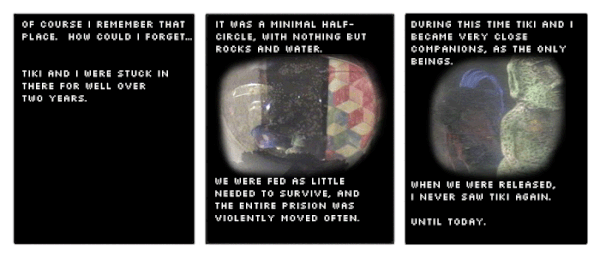 OF COURSE I REMEMBER THAT
PLACE. HOW COULD I FORGET...
TIKI AND I WERE STUCK IN
THERE FOR WELL OVER
TWO YEARS.
IT WAS A MINIMAL HALF-
CIRCLE, WITH NOTHING BUT
ROCKS AND WATER.
WE WERE FED AS LITTLE
NEEDED TO SURVIVE, AND
THE ENTIRE PRISION WAS
VIOLENTLY MOVED OFTEN.
DURING THIS TIME TIKI AND I
BECAME VERY CLOSE
COMPANIONS, AS THE ONLY
BEINGS.
WHEN WE WERE RELEASED,
I NEVER SAW TIKI AGAIN.
UNTIL TODAY.